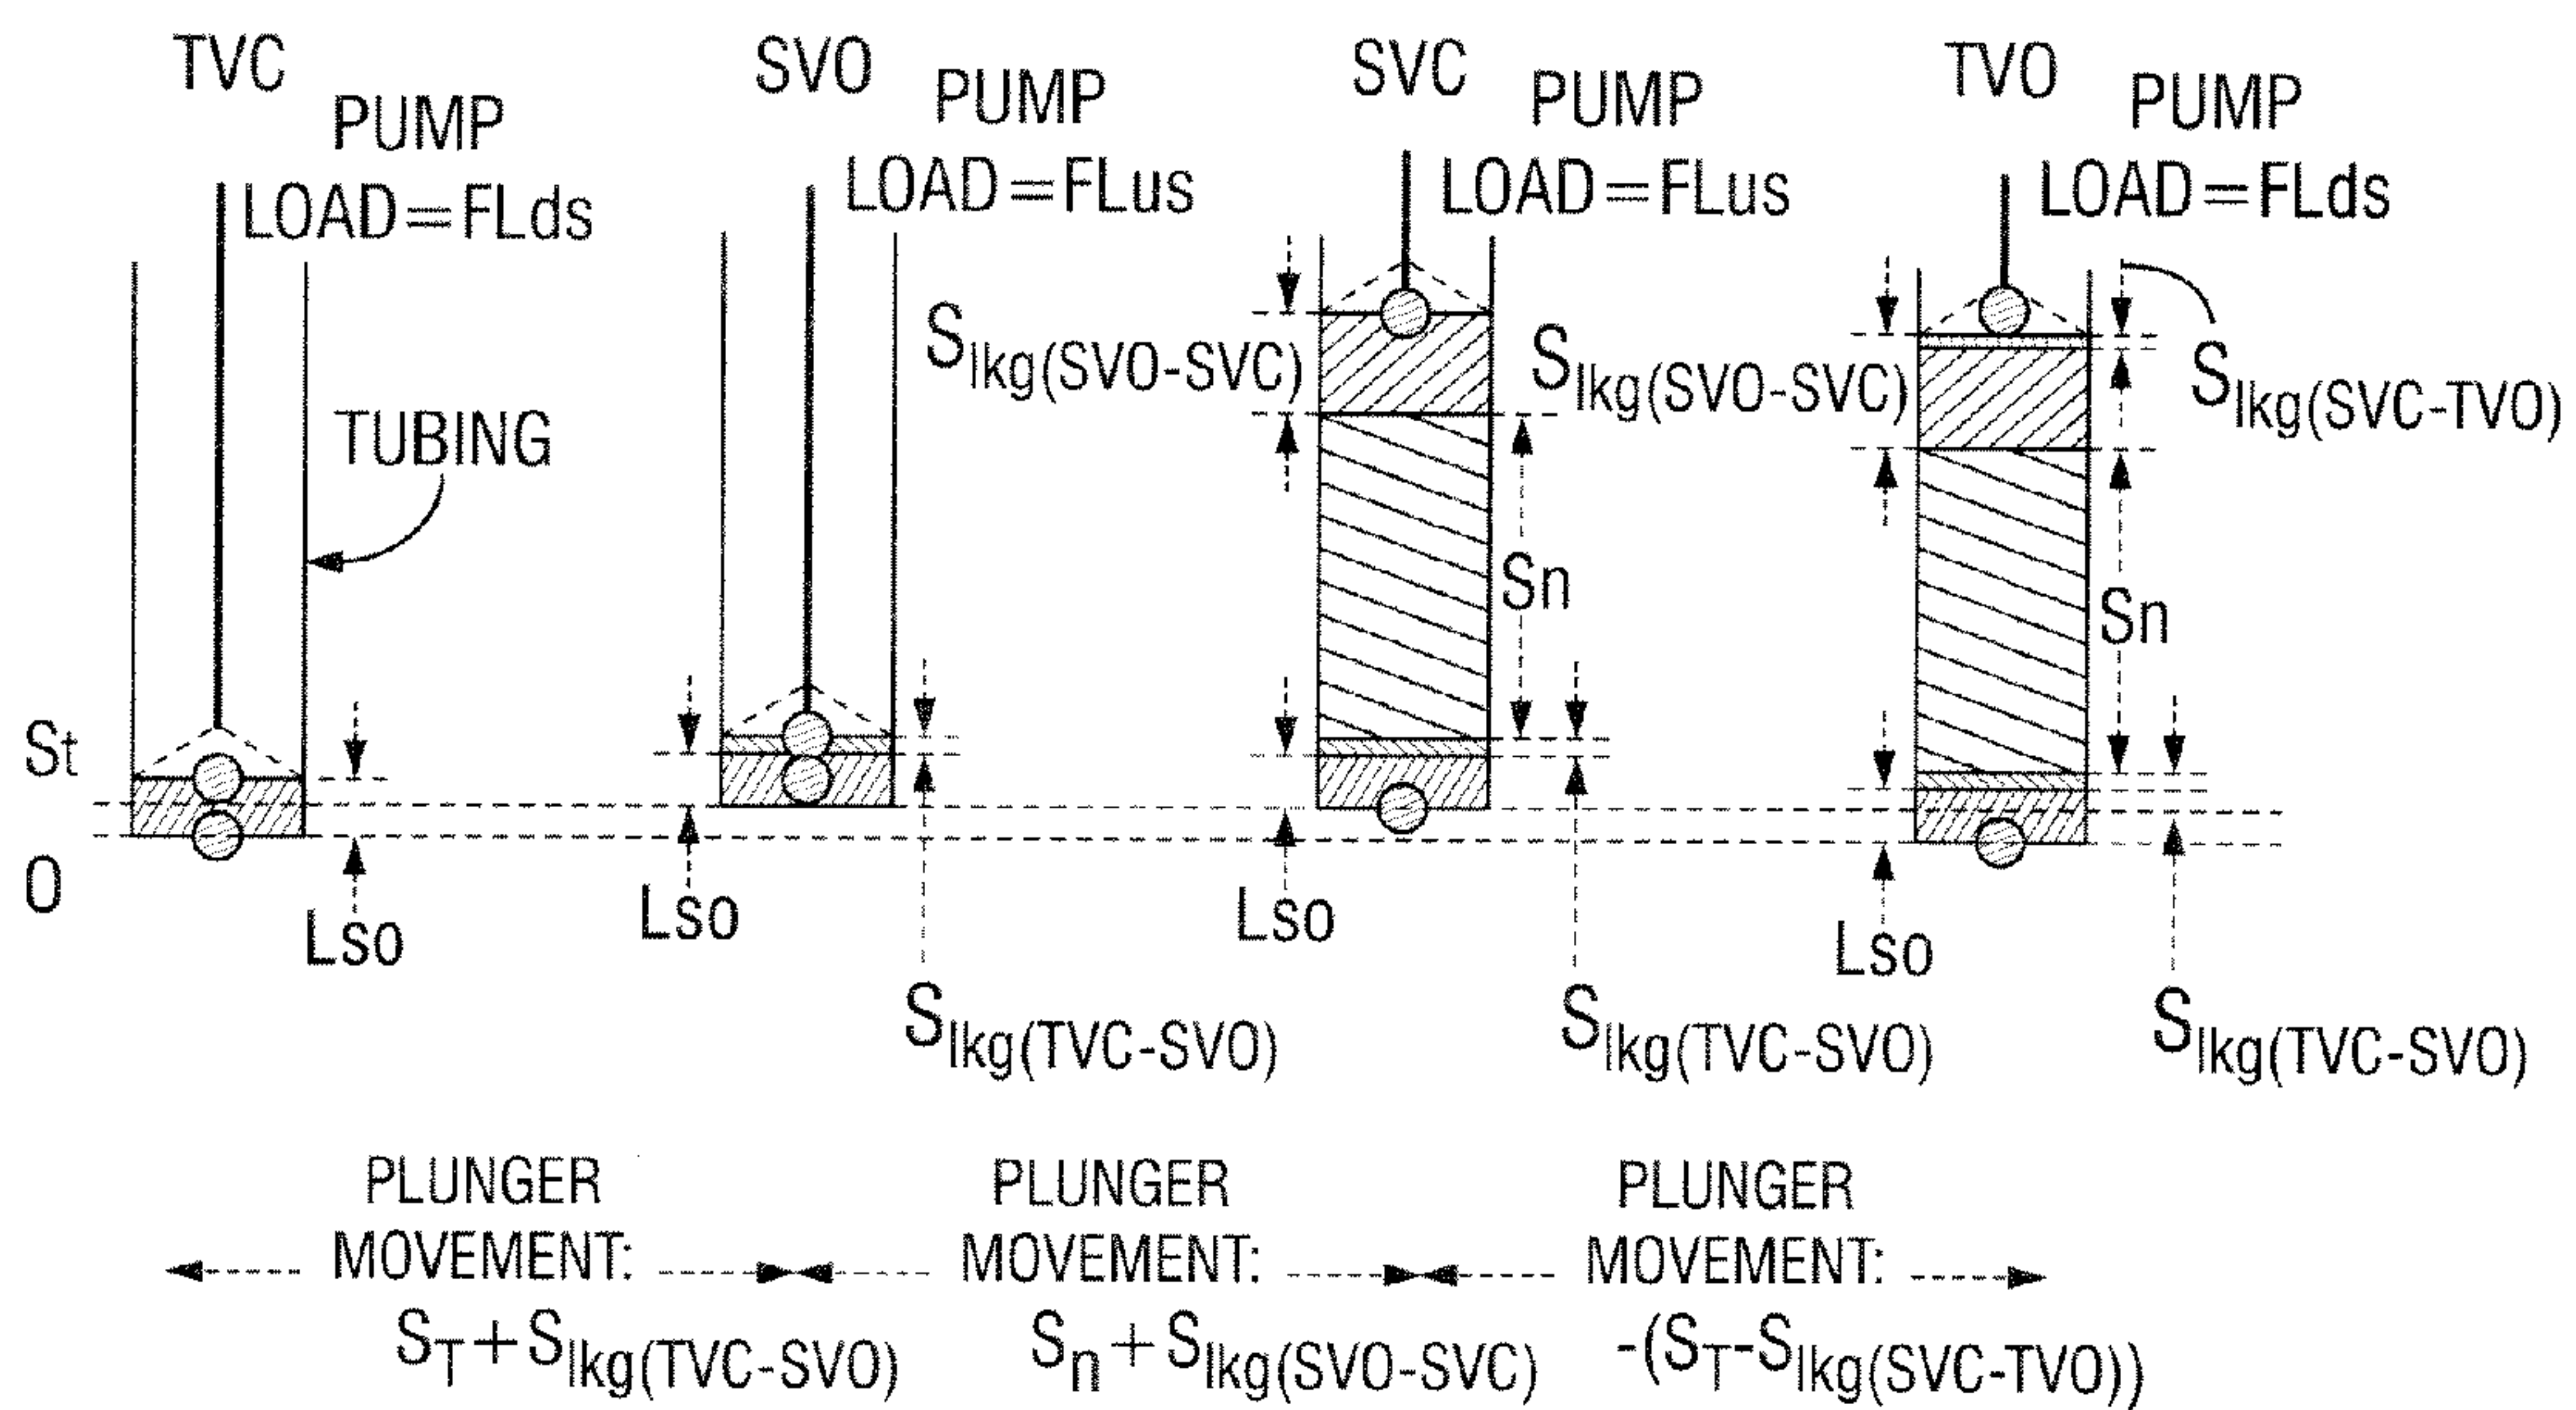 TVC
PUMP
LOAD=FLds
SVO
PUMP
LOAD=FLus
SVC
PUMP
LOAD=FLus
TVO
PUMP
LOAD=FLds
TUBING
Slkg(SVO-SVC)
Slkg(SVO-SVC)
Slkg(SVC-TVO)
Sn
Sn
St
O
Lso
Lso
Lso
Lso
Slkg(TVC-SVO)
Slkg(TVC-SVO)
Slkg(TVC-SVO)
PLUNGER
MOVEMENT:
ST+Slkg(TVC-SVO)
PLUNGER
MOVEMENT:
Sn+Slkg(SVO-SVC)
PLUNGER
MOVEMENT:
-(ST-Slkg(SVC-TVO))